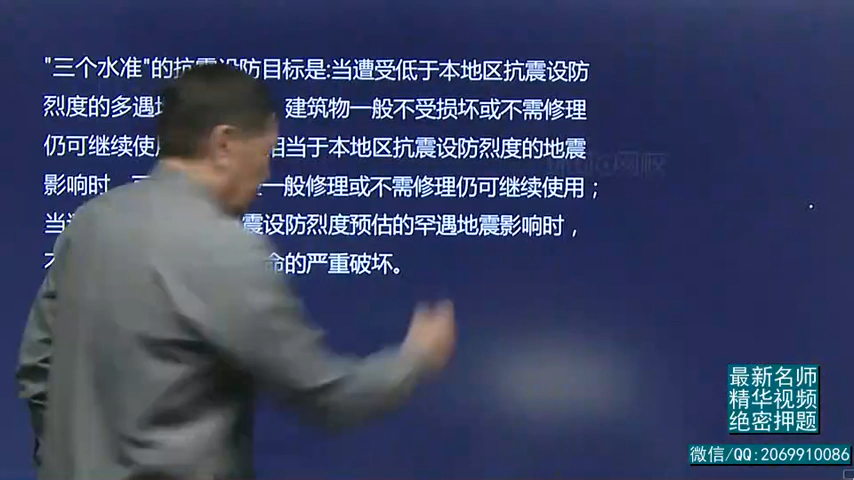 "三个水准"的抗震设防目标是:当遭受低于本地区抗震设防
烈度的多遇地 建筑物一般不受损坏或不需修理
仍可继续使用 相当于本地区抗震设防烈度的地震
影响时, 一般修理或不需修理仍可继续使用；
当 震设防烈度预估的罕遇地震影响时，
命的严重破坏。
网校
最新名师
精华视频
绝密押题
微信/QQ:2069910086